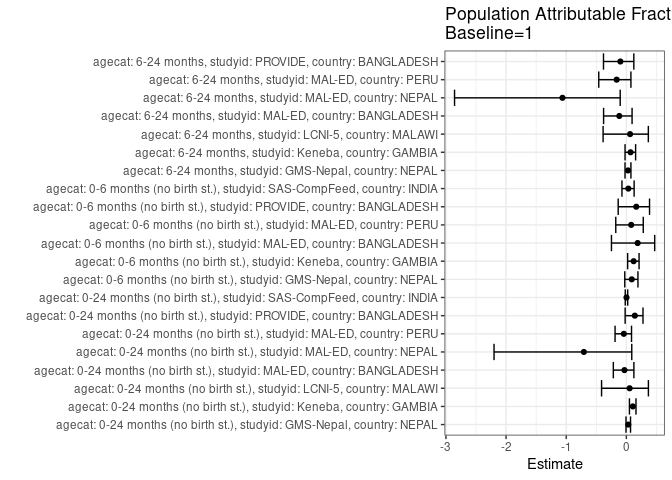 Population Attributable Fract
Baseline=1
agecat: 6-24 months, studyid: PROVIDE, country: BANGLADESH
agecat: 6-24 months, studyid: MAL-ED, country: PERU
agecat: 6-24 months, studyid: MAL-ED, country: NEPAL
agecat: 6-24 months, studyid: MAL-ED, country: BANGLADESH
agecat: 6-24 months, studyid: LCNI-5, country: MALAWI
agecat: 6-24 months, studyid: Keneba, country: GAMBIA
agecat: 6-24 months, studyid: GMS-Nepal, country: NEPAL
agecat: 0-6 months (no birth st.), studyid: SAS-CompFeed, country: INDIA
agecat: 0-6 months (no birth st.), studyid: PROVIDE, country: BANGLADESH
agecat: 0-6 months (no birth st.), studyid: MAL-ED, country: PERU
agecat: 0-6 months (no birth st.), studyid: MAL-ED, country: BANGLADESH
agecat: 0-6 months (no birth st.), studyid: Keneba, country: GAMBIA
agecat: 0-6 months (no birth st.), studyid: GMS-Nepal, country: NEPAL
agecat: 0-24 months (no birth st.), studyid: SAS-CompFeed, country: INDIA
agecat: 0-24 months (no birth st.), studyid: PROVIDE, country: BANGLADESH
agecat: 0-24 months (no birth st.), studyid: MAL-ED, country: PERU
agecat: 0-24 months (no birth st.), studyid: MAL-ED, country: NEPAL
agecat: 0-24 months (no birth st.), studyid: MAL-ED, country: BANGLADESH
agecat: 0-24 months (no birth st.), studyid: LCNI-5, country: MALAWI
agecat: 0-24 months (no birth st.), studyid: Keneba, country: GAMBIA
agecat: 0-24 months (no birth st.), studyid: GMS-Nepal, country: NEPAL
-3 -2 -1 0
Estimate